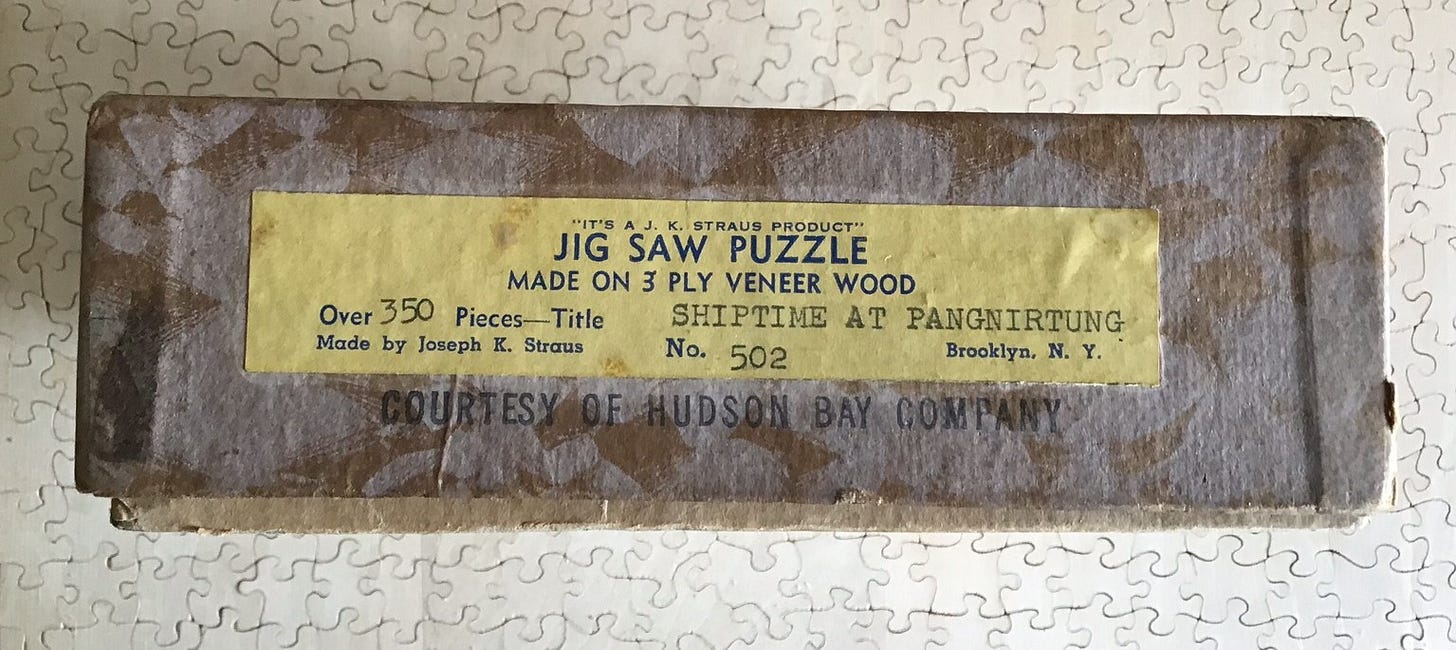 "IT'S A J. K. STRAUS PRODUCT"
JIG SAW PUZZLE
MADE ON 3 PLY VENEER WOOD
Over 350 Pieces—Title SHIPTIME AT PANGNIRTUNG
Made by Joseph K. Straus No. 502 Brooklyn, N. Y.
COURTESY OF HUDSON BAY COMPANY